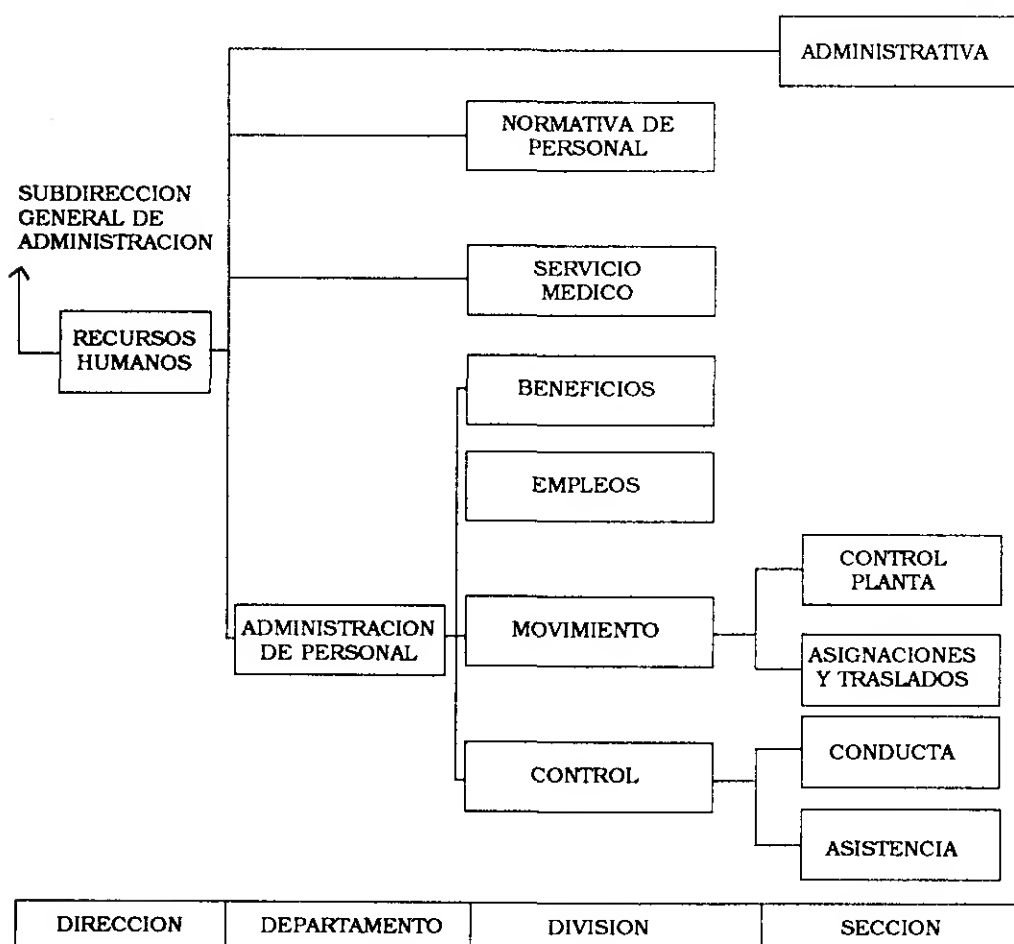 ADMINISTRATIVA
NORMATIVA DE
PERSONAL
SUBDIRECCION
GENERAL DE
ADMINISTRACION
SERVICIO
MEDICO
RECURSOS
HUMANOS
BENEFICIOS
EMPLEOS
CONTROL
PLANTA
ADMINISTRACION
DE PERSONAL
MOVIMIENTO
ASIGNACIONES
Y TRASLADOS
CONTROL
CONDUCTA
ASISTENCIA
DIRECCION DEPARTAMENTO DIVISION SECCION